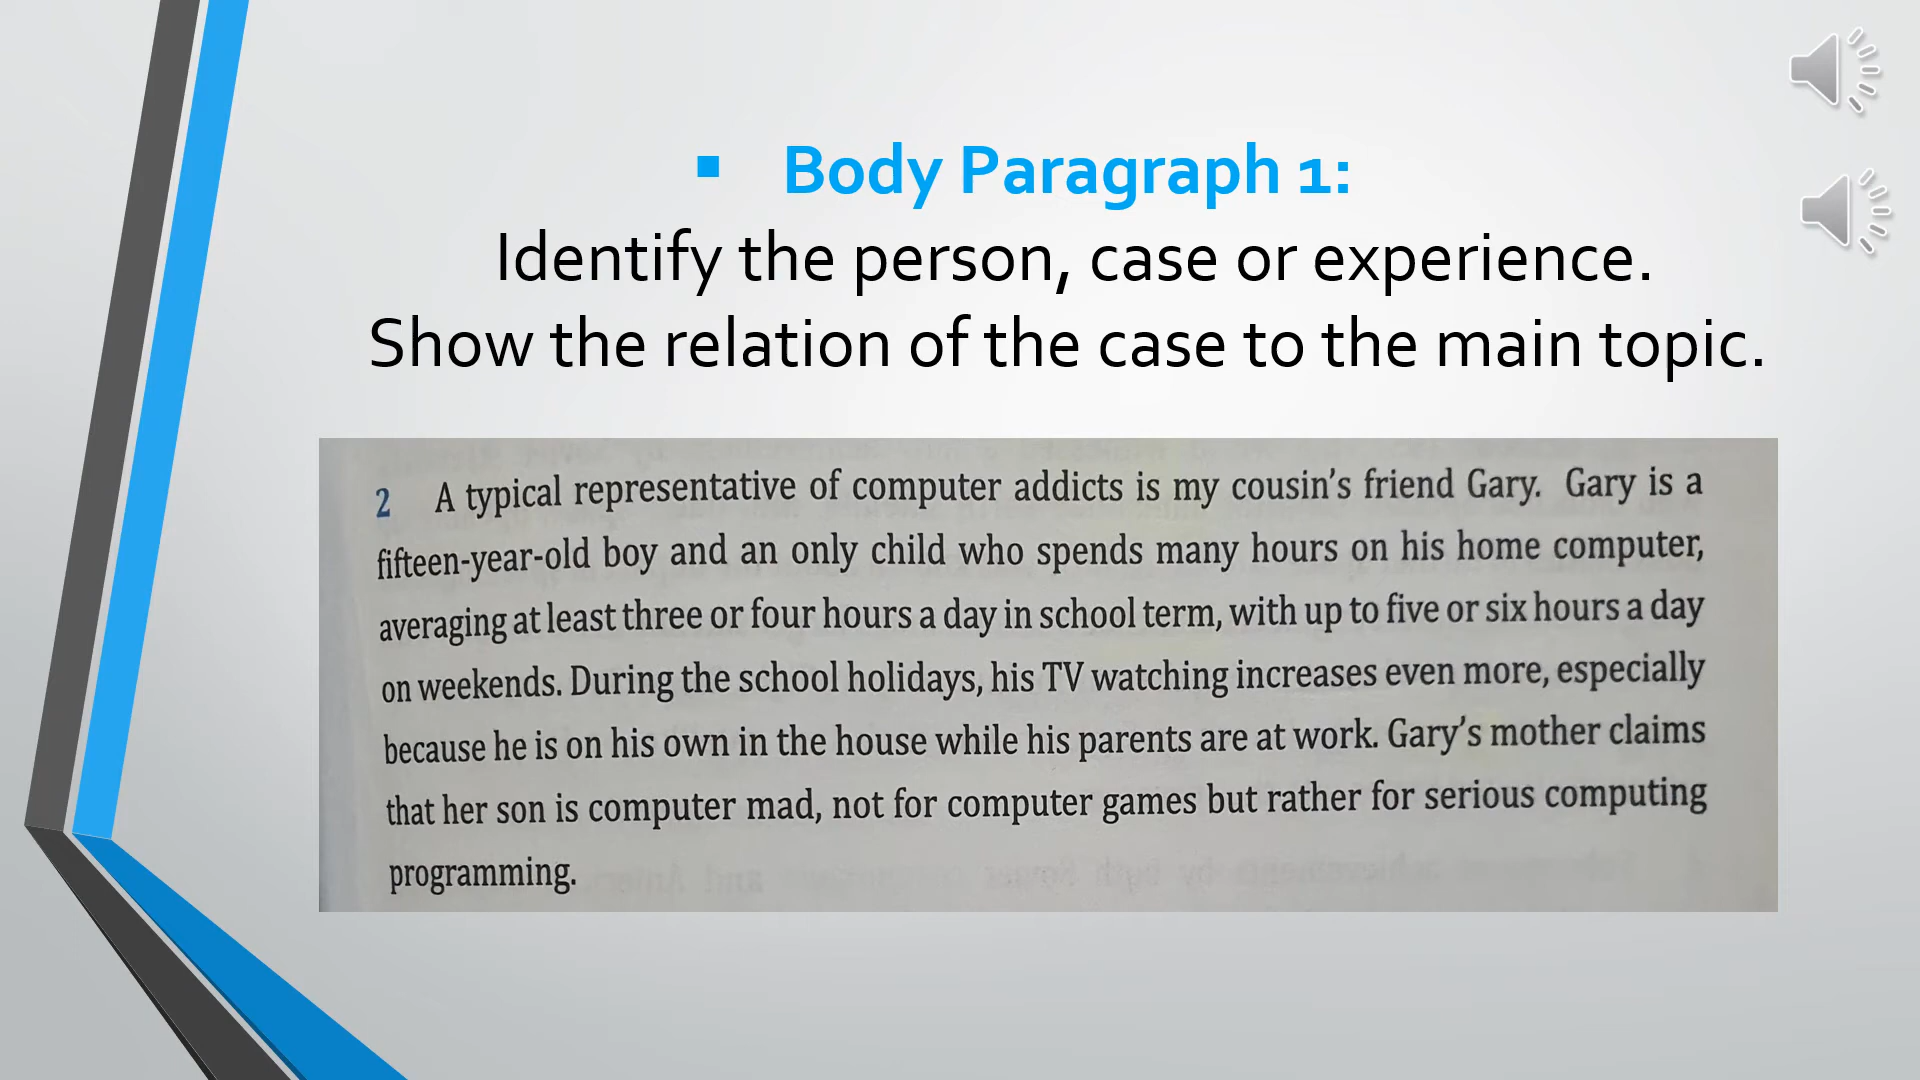 ▪ Body Paragraph 1:
Identify the person, case or experience.
Show the relation of the case to the main topic.
2 A typical representative of computer addicts is my cousin's friend Gary. Gary is a
fifteen-year-old boy and an only child who spends many hours on his home computer,
averaging at least three or four hours a day in school term, with up to five or six hours a day
on weekends. During the school holidays, his TV watching increases even more, especially
because he is on his own in the house while his parents are at work. Gary's mother claims
that her son is computer mad, not for computer games but rather for serious computing
programming.